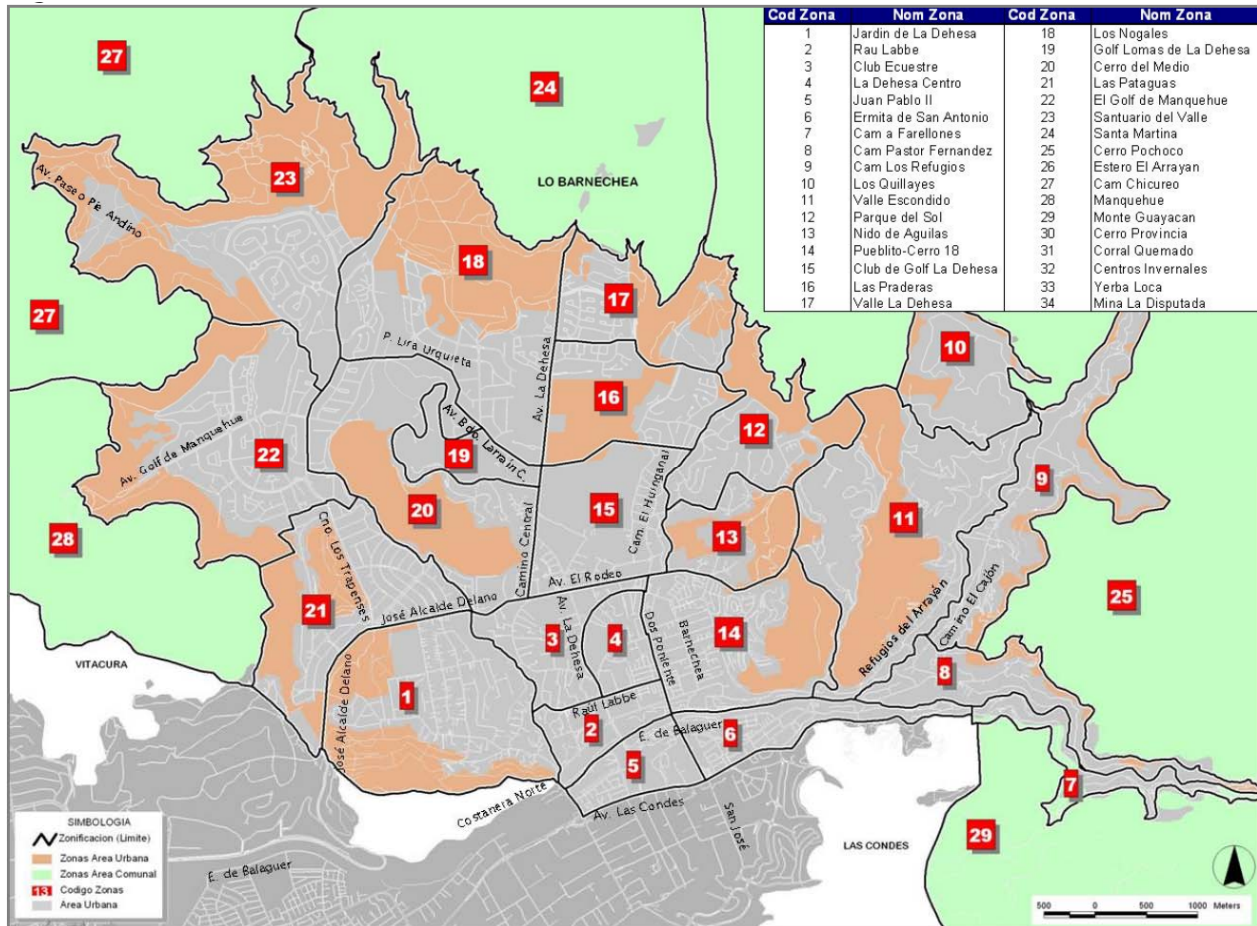 Cod Zona Nom Zona Cod Zona Nom Zona
1 Jardin de La Dehesa 18 Los Nogales
2 Rau Labbe 19 Golf Lomas de La Dehesa
3 Club Ecuestre 20 Cerro del Medio
4 La Dehesa Centro 21 Las Pataguas
5 Juan Pablo II 22 El Golf de Manquehue
6 Ermita de San Antonio 23 Santuario del Valle
7 Cam a Farellones 24 Santa Martina
8 Cam Pastor Fernandez 25 Cerro Pochoco
9 Cam Los Refugios 26 Estero El Arrayan
10 Los Quillayes 27 Cam Chicureo
11 Valle Escondido 28 Manquehue
12 Parque del Sol 29 Monte Guayacan
13 Nido de Aguilas 30 Cerro Provincia
14 Pueblito-Cerro 18 31 Corral Quemado
15 Club de Golf La Dehesa 32 Centros Invernales
16 Las Praderas 33 Yerba Loca
17 Valle La Dehesa 34 Mina La Disputada
27
24
23
LO BARNECHEA
Av. Paseo Pie Andino
18
17
27
P. Lira Urquieta
Av. La Dehesa
10
16
Av. Bdo. Larraín C.
12
Av. Golf de Manquehue
22
19
9
20
15
Cam. El Huinganal
11
28
Cno. Los Trapenses
Camino Central
13
Av. El Rodeo
21
José Alcalde Delano
25
3
Av. La Dehesa
4
Dos Poniente
Barnechea
14
Refugios del Arrayán
Camino El Cajón
VITACURA
8
José Alcalde Delano
1
Raúl Labbe
2
E. de Balaguer
6
5
7
Costanera Norte
Av. Las Condes
San José
29
LAS CONDES
E. de Balaguer
SIMBOLOGIA
Zonificacion (Limite)
Zonas Area Urbana
Zonas Area Comunal
13 Codigo Zonas
Area Urbana
500 0 500 1000 Meters